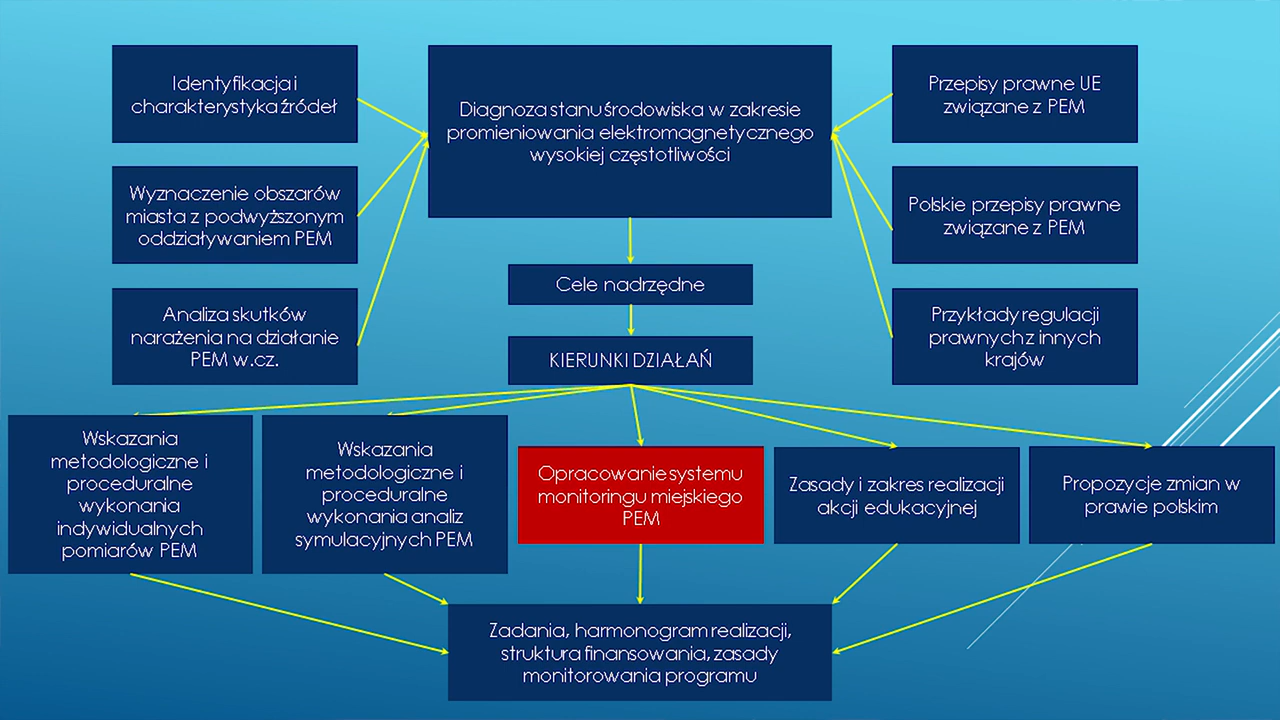 Identyfikacja i
charakterystyka źródeł
Diagnoza stanu środowiska w zakresie
promieniowania elektromagnetycznego
wysokiej częstotliwości
Przepisy prawne UE
związane z PEM
Wyznaczenie obszarów
miasta z podwyższonym
oddziaływaniem PEM
Polskie przepisy prawne
związane z PEM
Analiza skutków
narażenia na działanie
PEM w.cz.
Cele nadrzędne
Przykłady regulacji
prawnych z innych
krajów
KIERUNKI DZIAŁAŃ
Wskazania
metodologiczne i
proceduralne
wykonania
indywidualnych
pomiarów PEM
Wskazania
metodologiczne i
proceduralne
wykonania analiz
symulacyjnych PEM
Opracowanie systemu
monitoringu miejskiego
PEM
Zasady i zakres realizacji
akcji edukacyjnej
Propozycje zmian w
prawie polskim
Zadania, harmonogram realizacji,
struktura finansowania, zasady
monitorowania programu